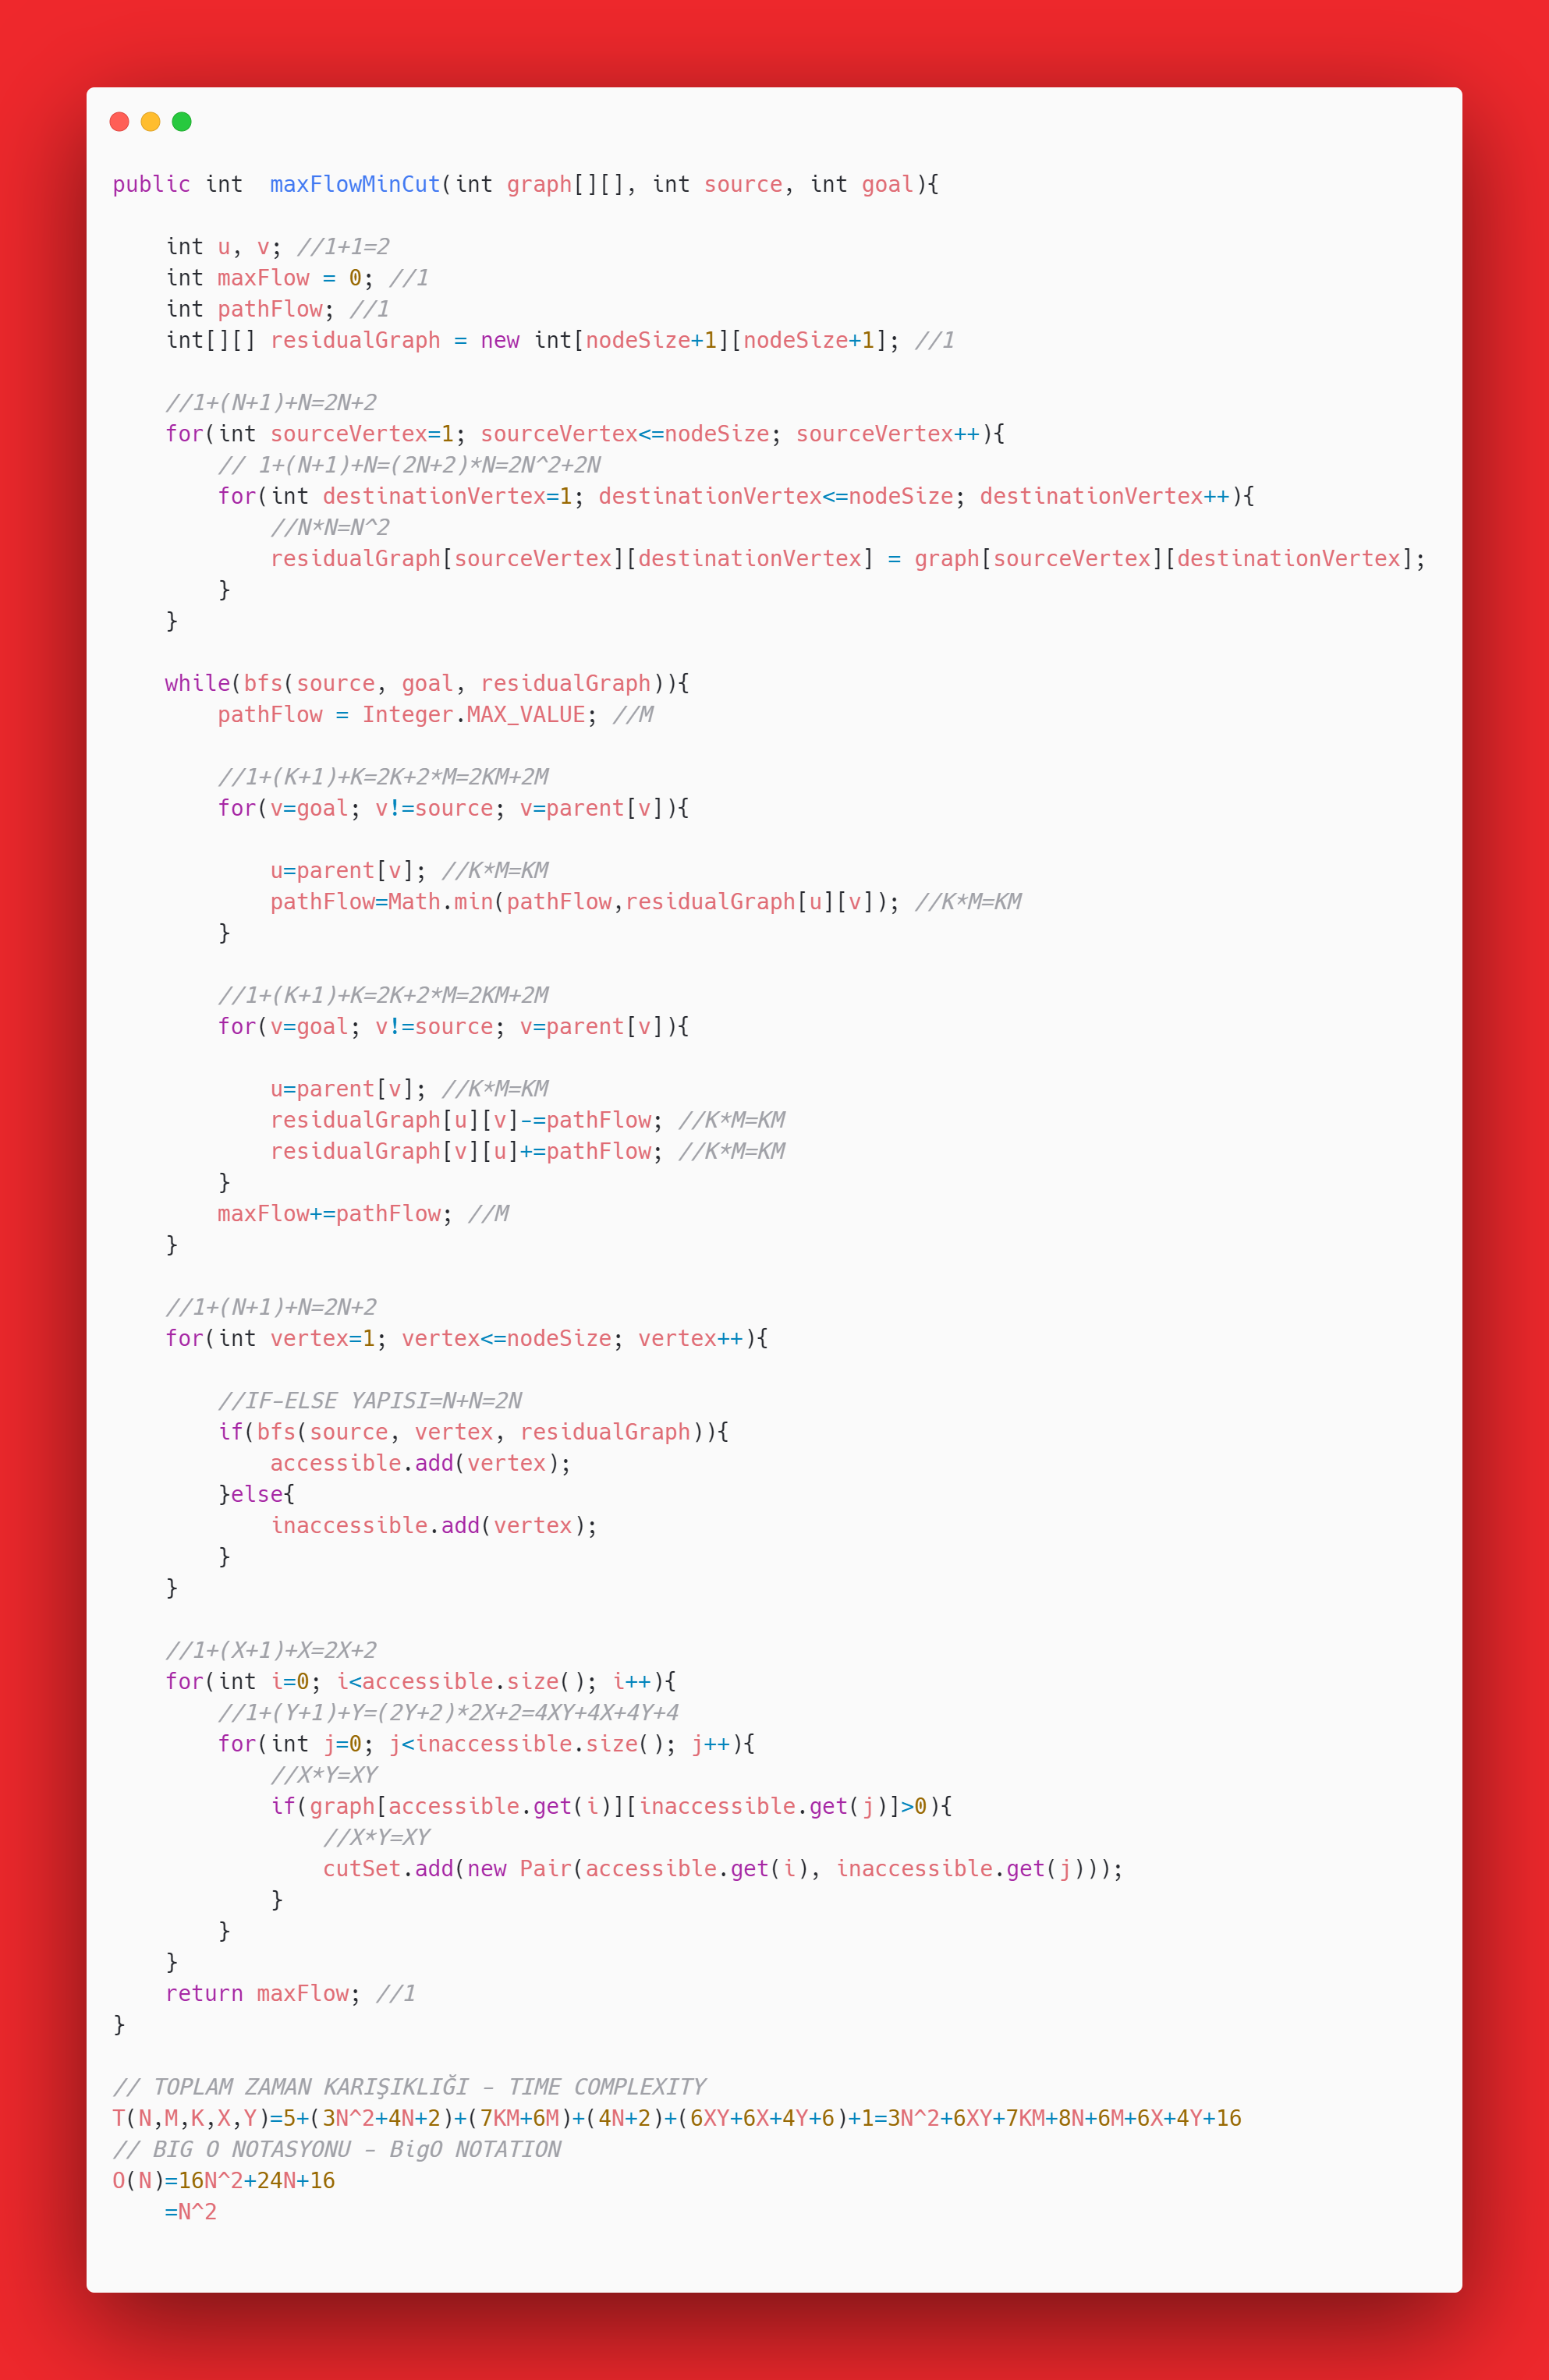 public int  maxFlowMinCut(int graph[][], int source, int goal){
    int u, v; //1+1=2
    int maxFlow = 0; //1
    int pathFlow; //1
    int[][] residualGraph = new int[nodeSize+1][nodeSize+1]; //1
    //1+(N+1)+N=2N+2
    for(int sourceVertex=1; sourceVertex<=nodeSize; sourceVertex++){
        // 1+(N+1)+N=(2N+2)*N=2N^2+2N
        for(int destinationVertex=1; destinationVertex<=nodeSize; destinationVertex++){
            //N*N=N^2
            residualGraph[sourceVertex][destinationVertex] = graph[sourceVertex][destinationVertex];
        }
    }
    while(bfs(source, goal, residualGraph)){
        pathFlow = Integer.MAX_VALUE; //M
        //1+(K+1)+K=2K+2*M=2KM+2M
        for(v=goal; v!=source; v=parent[v]){
            u=parent[v]; //K*M=KM
            pathFlow=Math.min(pathFlow,residualGraph[u][v]); //K*M=KM
        }
        //1+(K+1)+K=2K+2*M=2KM+2M
        for(v=goal; v!=source; v=parent[v]){
            u=parent[v]; //K*M=KM
            residualGraph[u][v]-=pathFlow; //K*M=KM
            residualGraph[v][u]+=pathFlow; //K*M=KM
        }
        maxFlow+=pathFlow; //M
    }
    //1+(N+1)+N=2N+2
    for(int vertex=1; vertex<=nodeSize; vertex++){
        //IF-ELSE YAPISI=N+N=2N
        if(bfs(source, vertex, residualGraph)){
            accessible.add(vertex);
        }else{
            inaccessible.add(vertex);
        }
    }
    //1+(X+1)+X=2X+2
    for(int i=0; i<accessible.size(); i++){
        //1+(Y+1)+Y=(2Y+2)*2X+2=4XY+4X+4Y+4
        for(int j=0; j<inaccessible.size(); j++){
            //X*Y=XY
            if(graph[accessible.get(i)][inaccessible.get(j)]>0){
                //X*Y=XY
                cutSet.add(new Pair(accessible.get(i), inaccessible.get(j)));
            }
        }
    }
    return maxFlow; //1
}
// TOPLAM ZAMAN KARIŞIKLIĞI - TIME COMPLEXITY
T(N,M,K,X,Y)=5+(3N^2+4N+2)+(7KM+6M)+(4N+2)+(6XY+6X+4Y+6)+1=3N^2+6XY+7KM+8N+6M+6X+4Y+16
// BIG O NOTASYONU - BigO NOTATION
O(N)=16N^2+24N+16
    =N^2